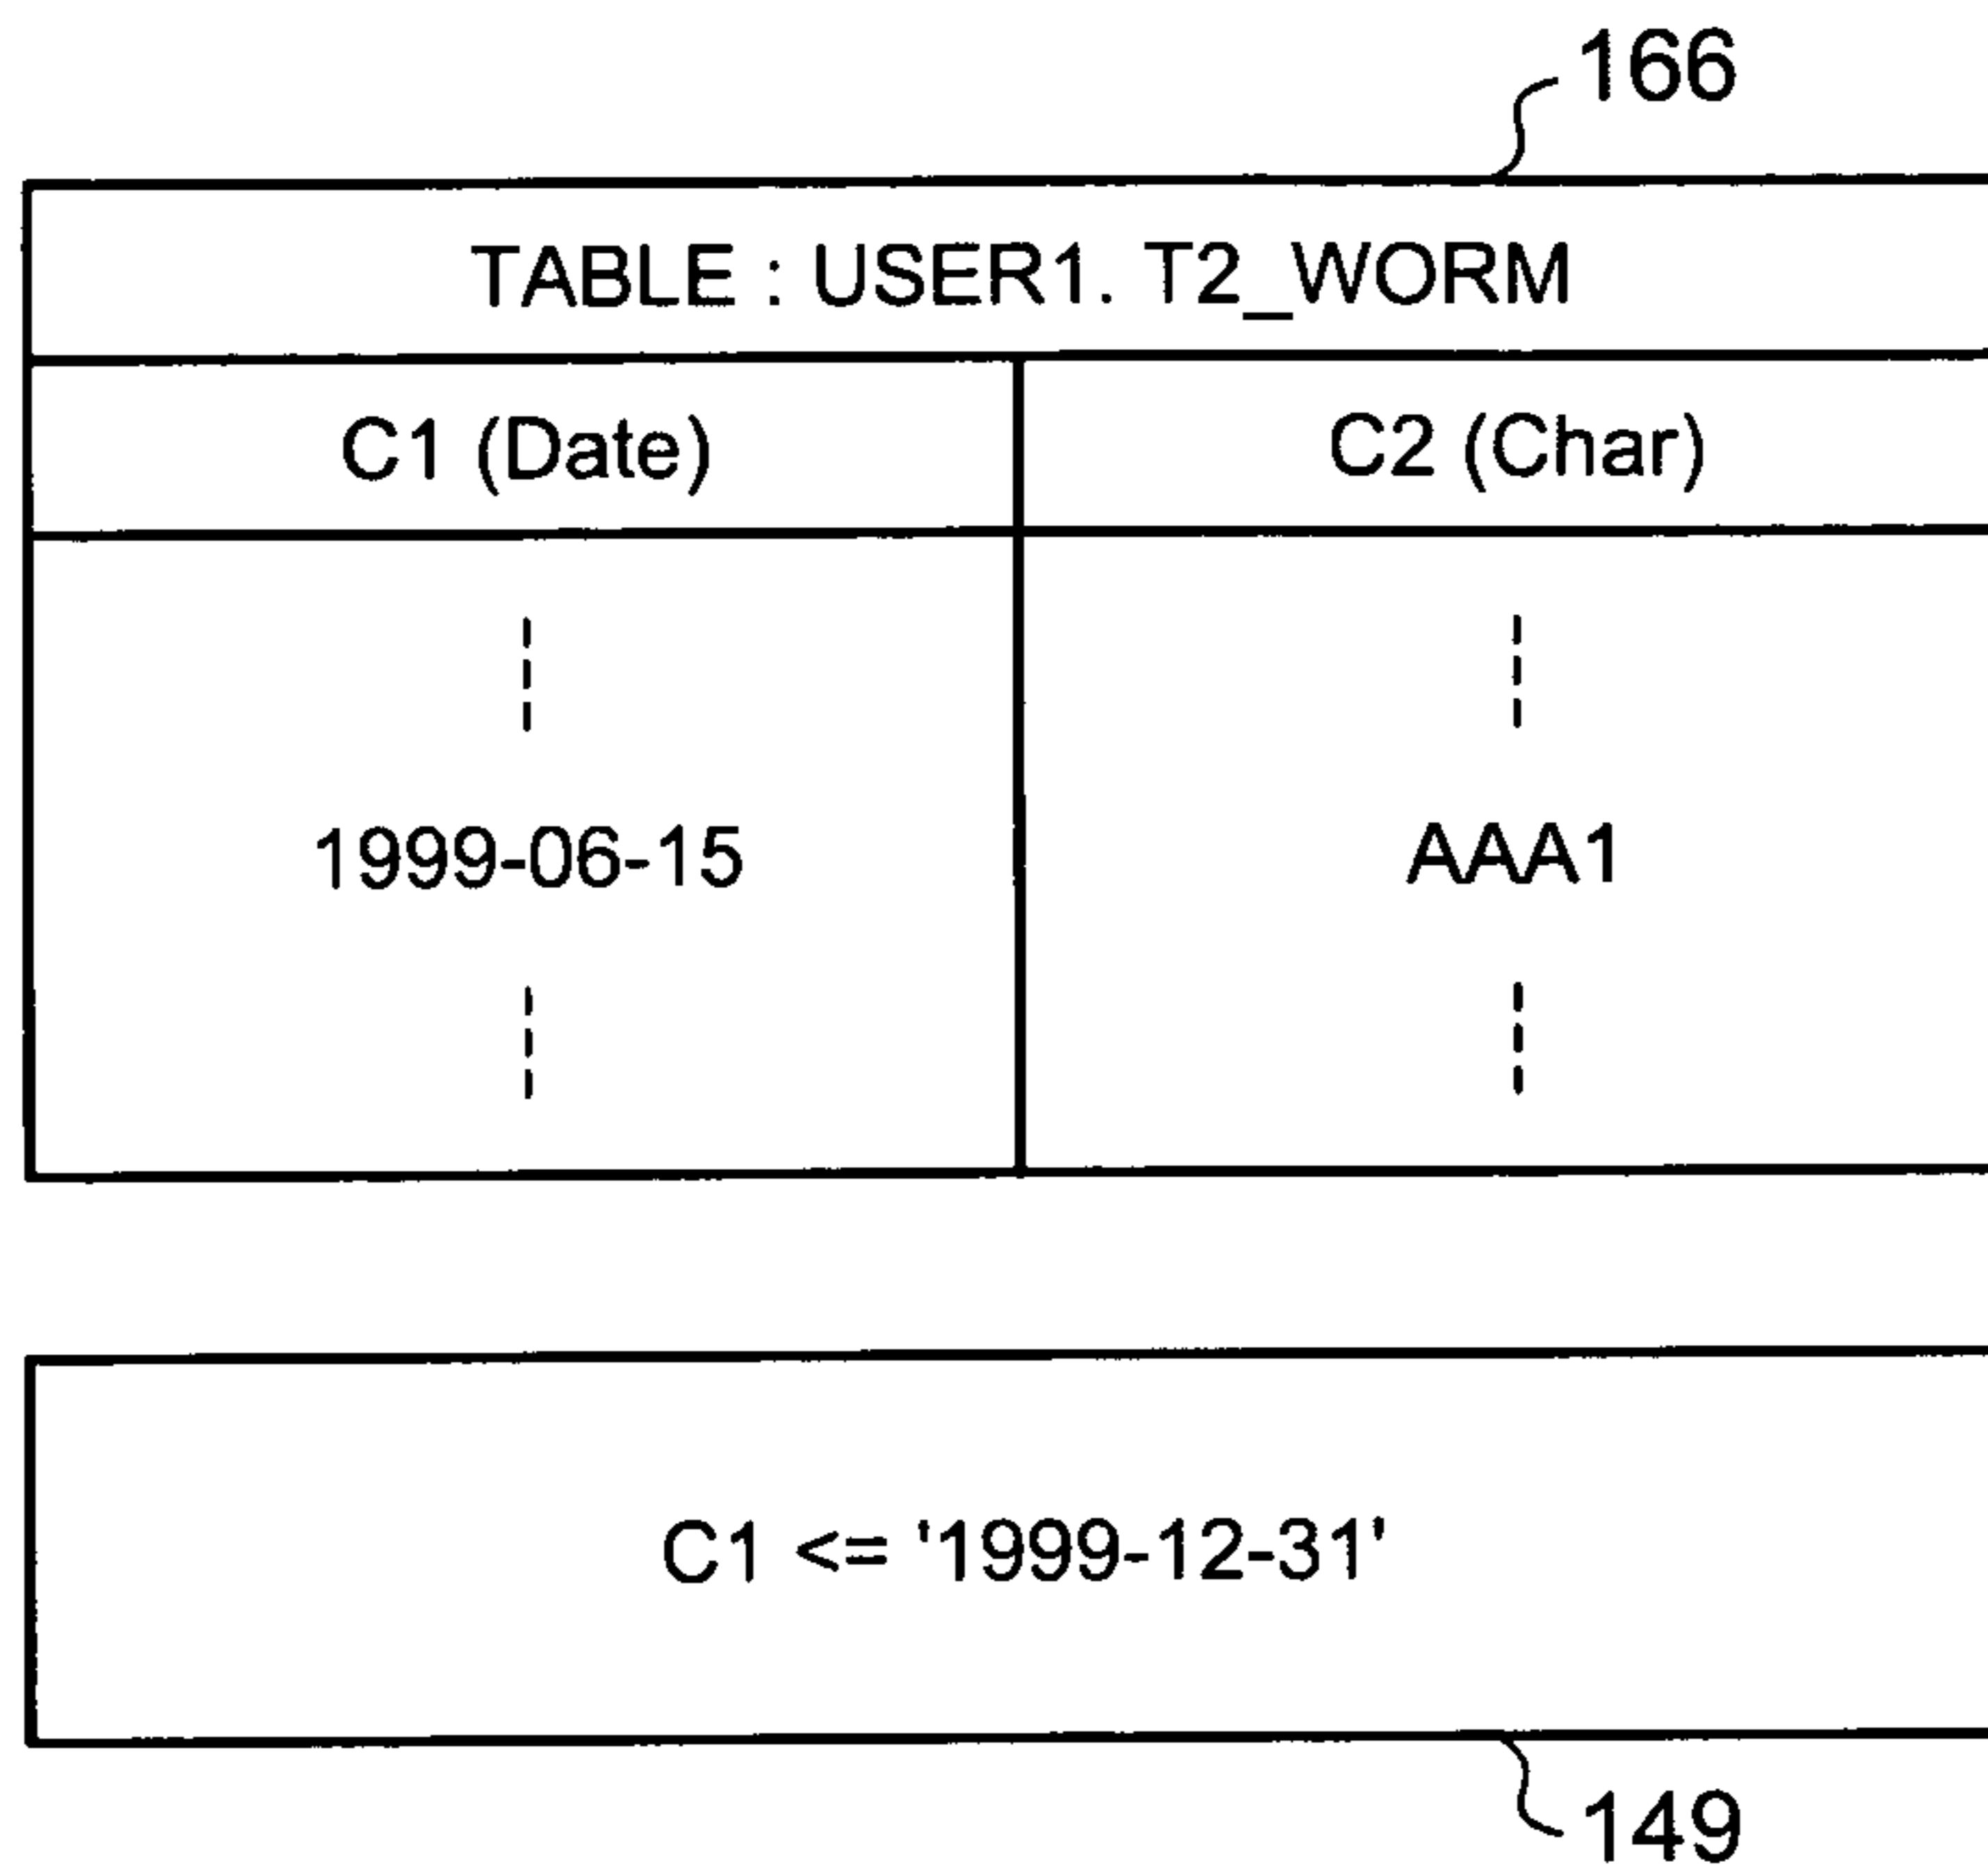 166
TABLE : USER1. T2_WORM
C1 (Date) C2 (Char)
1999-06-15 AAA1
C1 <= '1999-12-31'
149